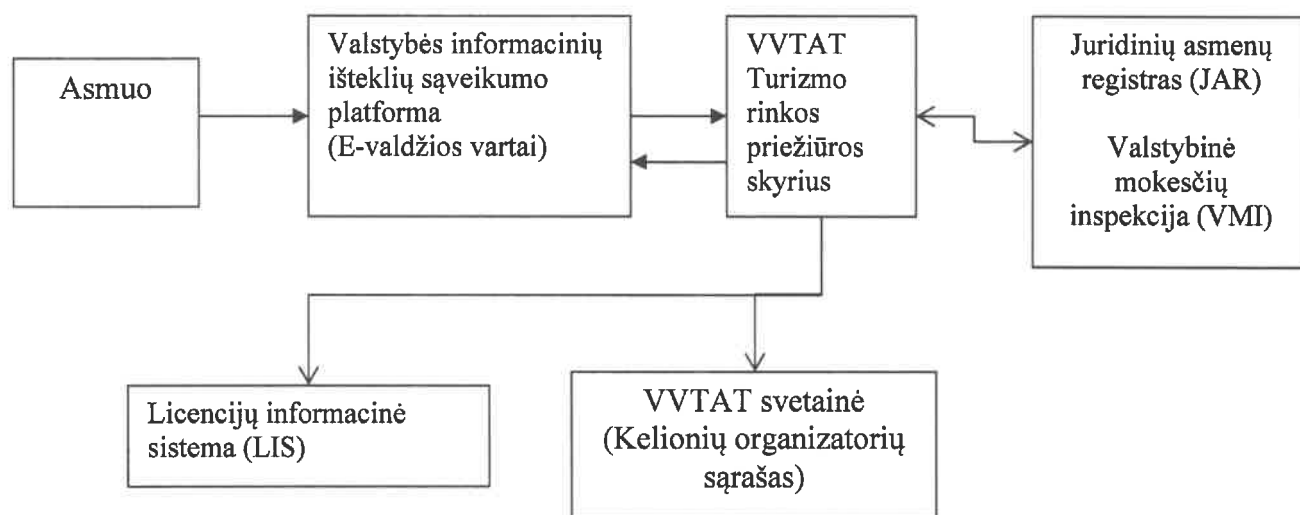 Asmuo
Valstybės informacinių
išteklių sąveikumo
platforma
(E-valdžios vartai)
VVTAT
Turizmo
rinkos
priežiūros
skyrius
Juridinių asmenų
registras (JAR)
Valstybinė
mokesčių
inspekcija (VMI)
Licencijų informacinė
sistema (LIS)
VVTAT svetainė
(Kelionių organizatorių
sąrašas)